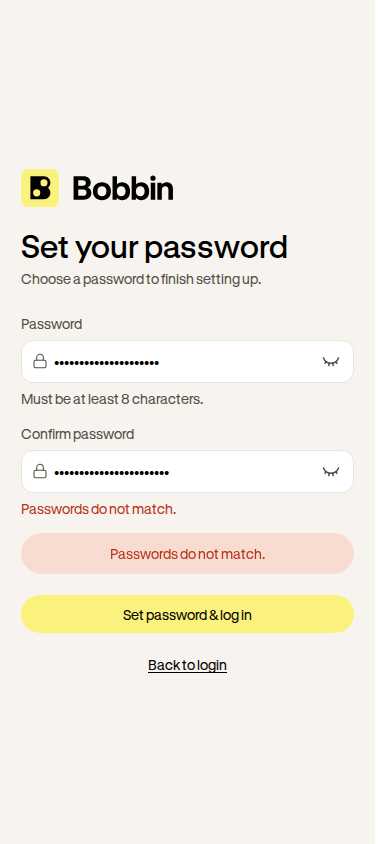 Bobbin
Set your password
Choose a password to finish setting up.
Password
•••••••••••••••••••••
Must be at least 8 characters.
Confirm password
•••••••••••••••••••••••
Passwords do not match.
Passwords do not match.
Set password & log in
Back to login